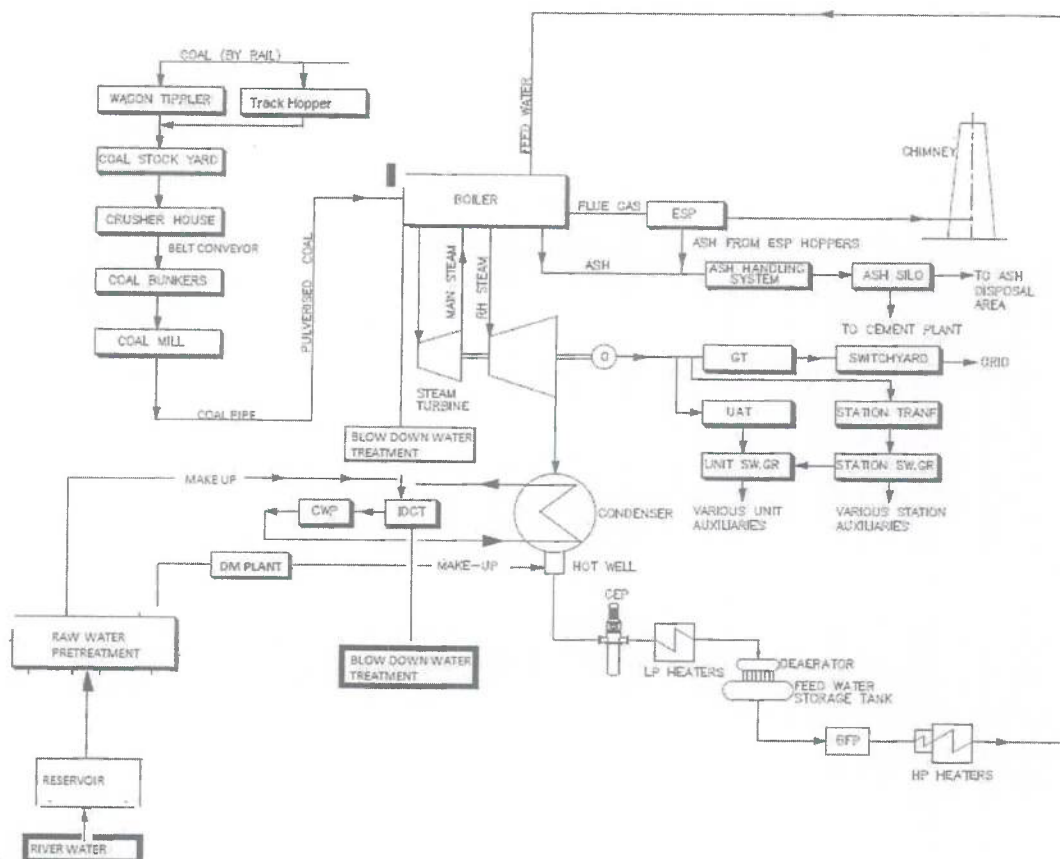 COAL (BY RAIL)
WAGON TIPPLER
Track Hopper
COAL STOCK YARD
CRUSHER HOUSE
BELT CONVEYOR
COAL BUNKERS
COAL MILL
COAL PIPE
PULVERISED COAL
FEED WATER
BOILER
FLUE GAS
ESP
CHIMNEY
ASH FROM ESP HOPPERS
ASH
ASH HANDLING
SYSTEM
ASH SILO
TO ASH
DISPOSAL
AREA
TO CEMENT PLANT
MAIN STEAM
RH STEAM
STEAM
TURBINE
G
GT
SWITCHYARD
GRID
UAT
STATION TRANF
UNIT SW.GR
STATION SW.GR
VARIOUS UNIT
AUXILIARIES
VARIOUS STATION
AUXILIARIES
BLOW DOWN WATER
TREATMENT
MAKE UP
CWP
IDCT
CONDENSER
DM PLANT
MAKE-UP
HOT WELL
RAW WATER
PRETREATMENT
BLOW DOWN WATER
TREATMENT
CEP
LP HEATERS
DEAERATOR
FEED WATER
STORAGE TANK
BFP
HP HEATERS
RESERVOIR
RIVER WATER